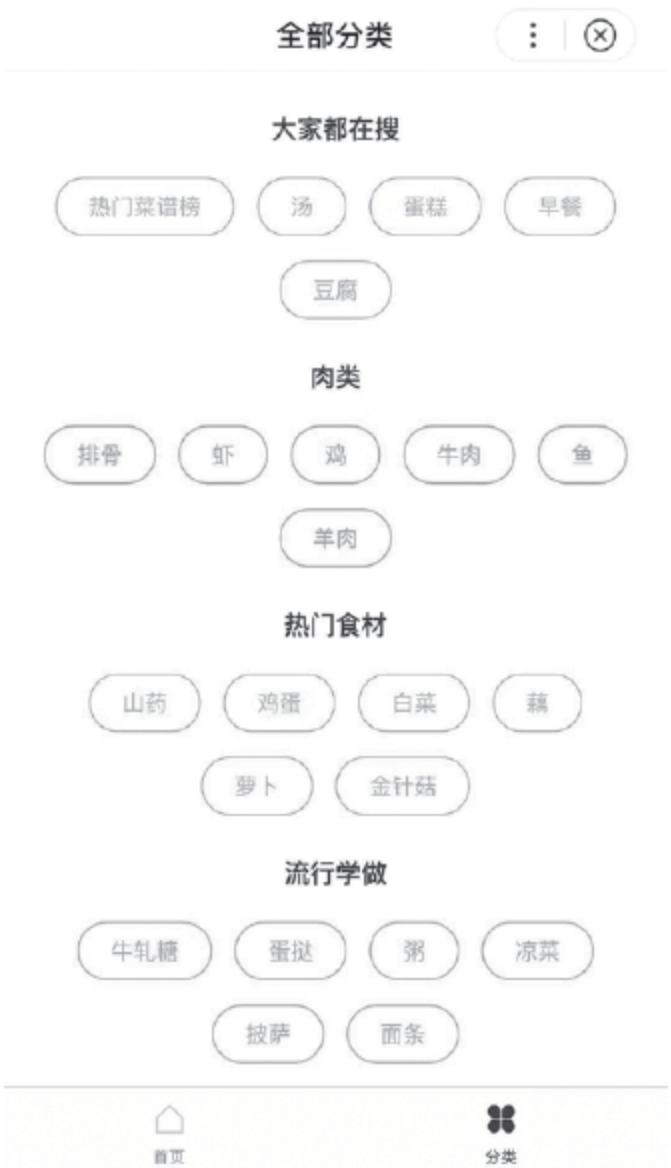 全部分类
大家都在搜
热门菜谱榜 汤 蛋糕 早餐
豆腐
肉类
排骨 虾 鸡 牛肉 鱼
羊肉
热门食材
山药 鸡蛋 白菜 藕
萝卜 金针菇
流行学做
牛轧糖 蛋挞 粥 凉菜
披萨 面条
首页 分类